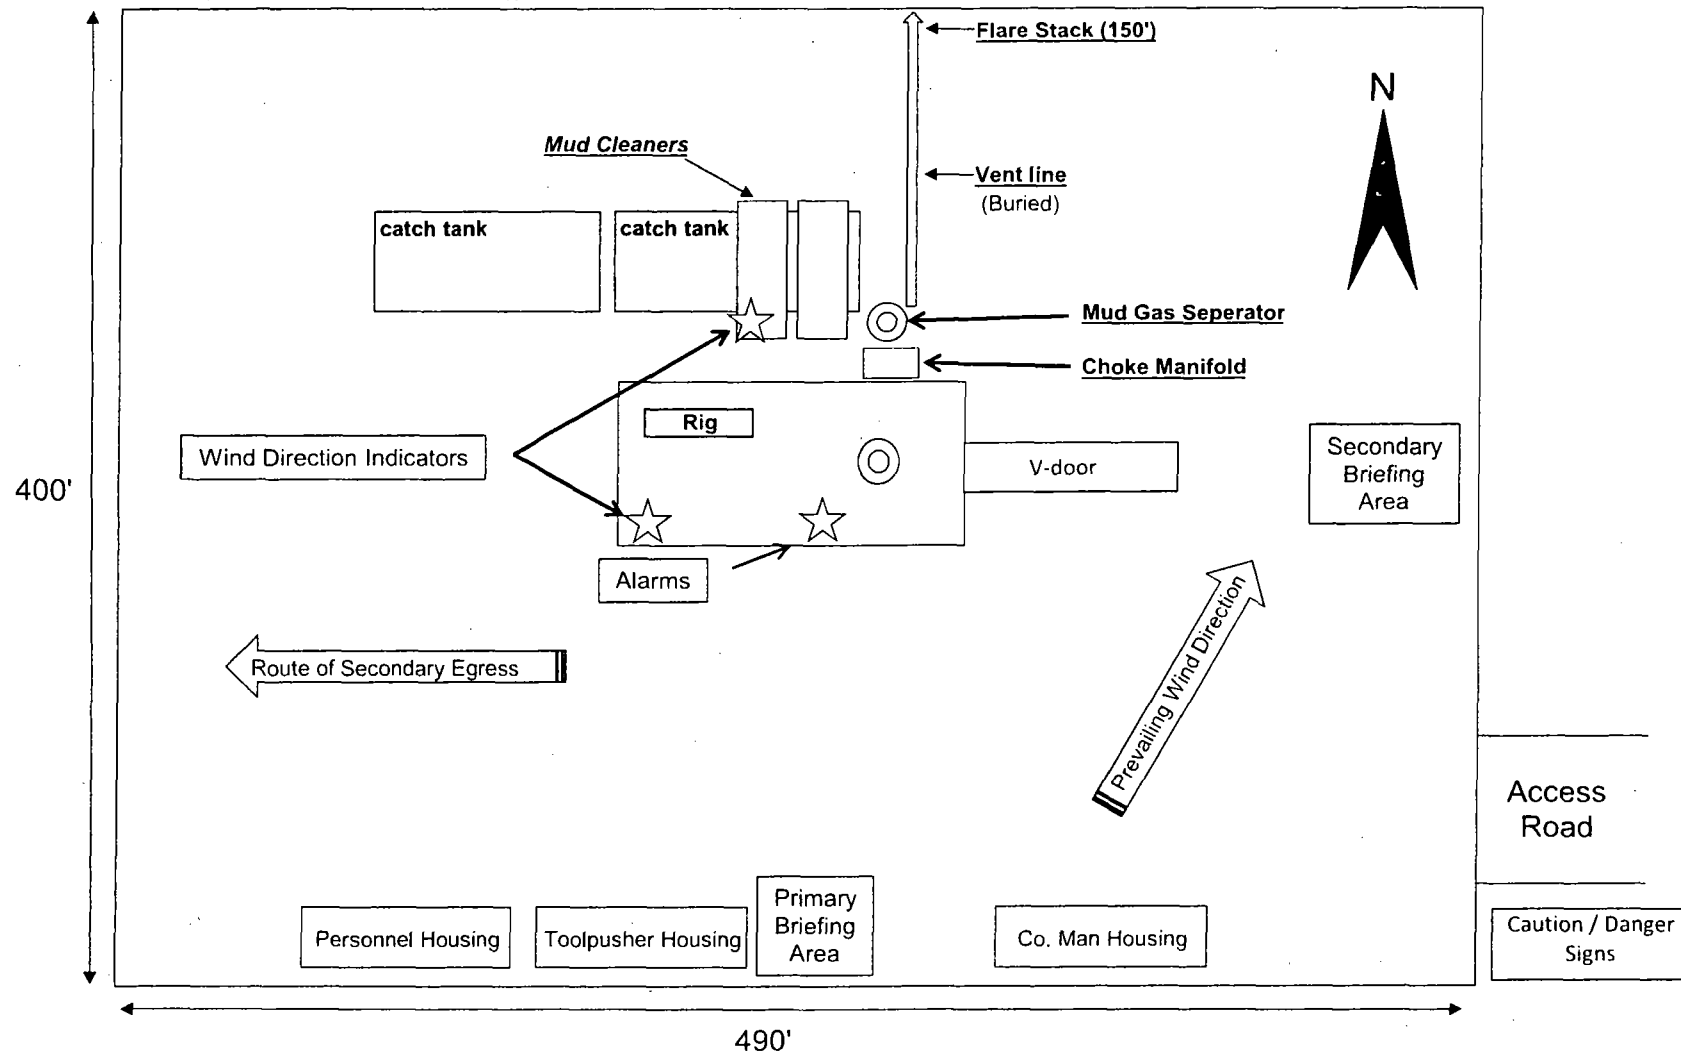 Flare Stack (150')
N
Mud Cleaners
Vent line
(Buried)
catch tank
catch tank
Mud Gas Seperator
Choke Manifold
Rig
Wind Direction Indicators
V-door
Secondary
Briefing
Area
400'
Alarms
Route of Secondary Egress
Prevailing Wind Direction
Access
Road
Primary
Briefing
Area
Personnel Housing
Toolpusher Housing
Co. Man Housing
Caution / Danger
Signs
490'